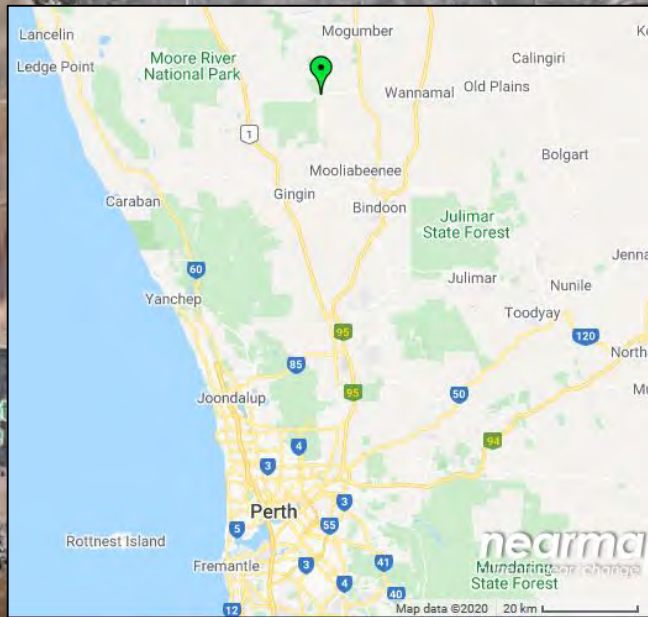 Lancelin
Mogumber
Ledge Point
Moore River
National Park
Calingiri
Wannamal
Old Plains
1
Mooliabeenee
Bolgart
Gingin
Caraban
Bindoon
Julimar
State Forest
60
Julimar
Jenna
Nunile
Yanchep
Toodyay
95
120
85
North
50
Joondalup
95
4
94
3
Perth
3
5
55
Rottnest Island
Fremantle
3
41
nearma
Mundaring
State Forest
4
40
12
Map data ©2020
20 km